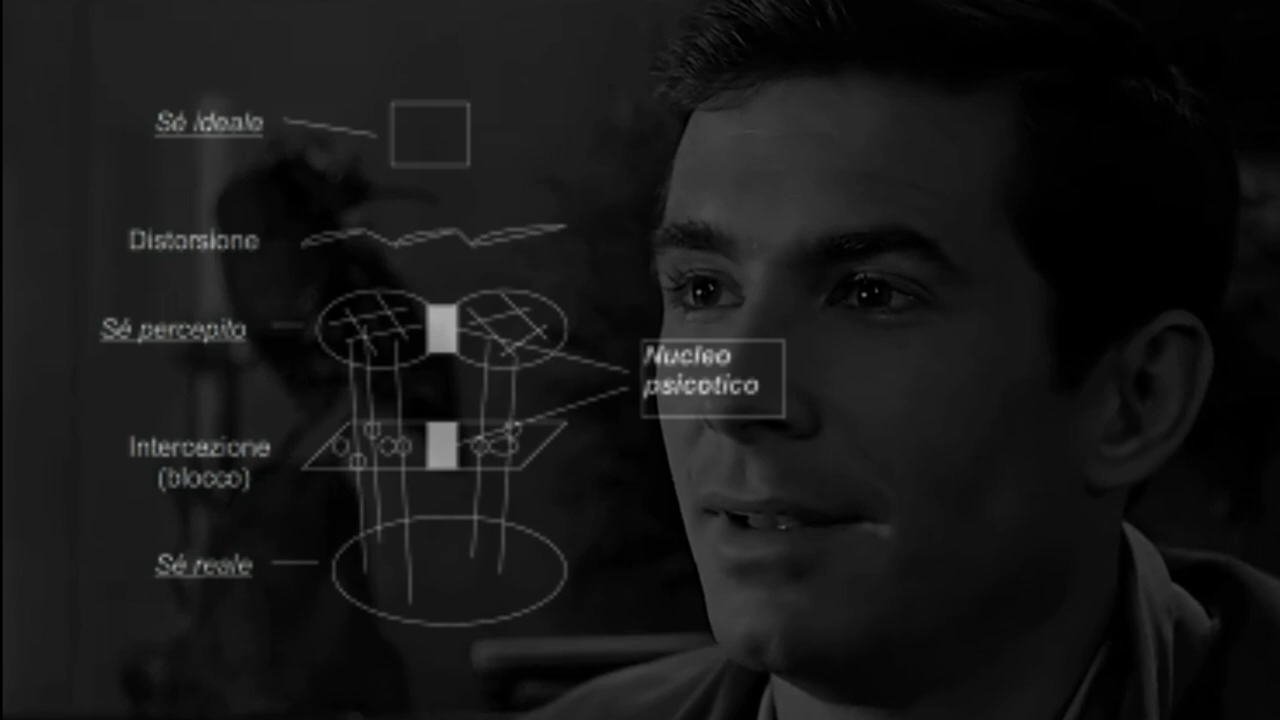 Sé ideale
Distorsione
Sé percepito
Nucleo
psicotico
Intercezione
(blocco)
Sé reale